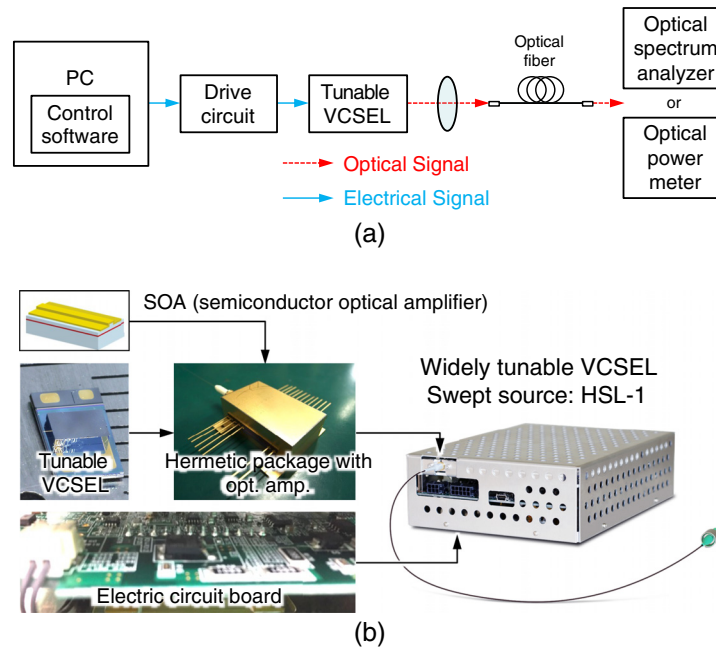 (a)
PC
Control
software
Drive
circuit
Tunable
VCSEL
Optical
fiber
Optical
spectrum
analyzer
or
Optical
power
meter
Optical Signal
Electrical Signal
(a)
SOA (semiconductor optical amplifier)
Tunable
VCSEL
Hermetic package with
opt. amp.
Electric circuit board
Widely tunable VCSEL
Swept source: HSL-1
(b)